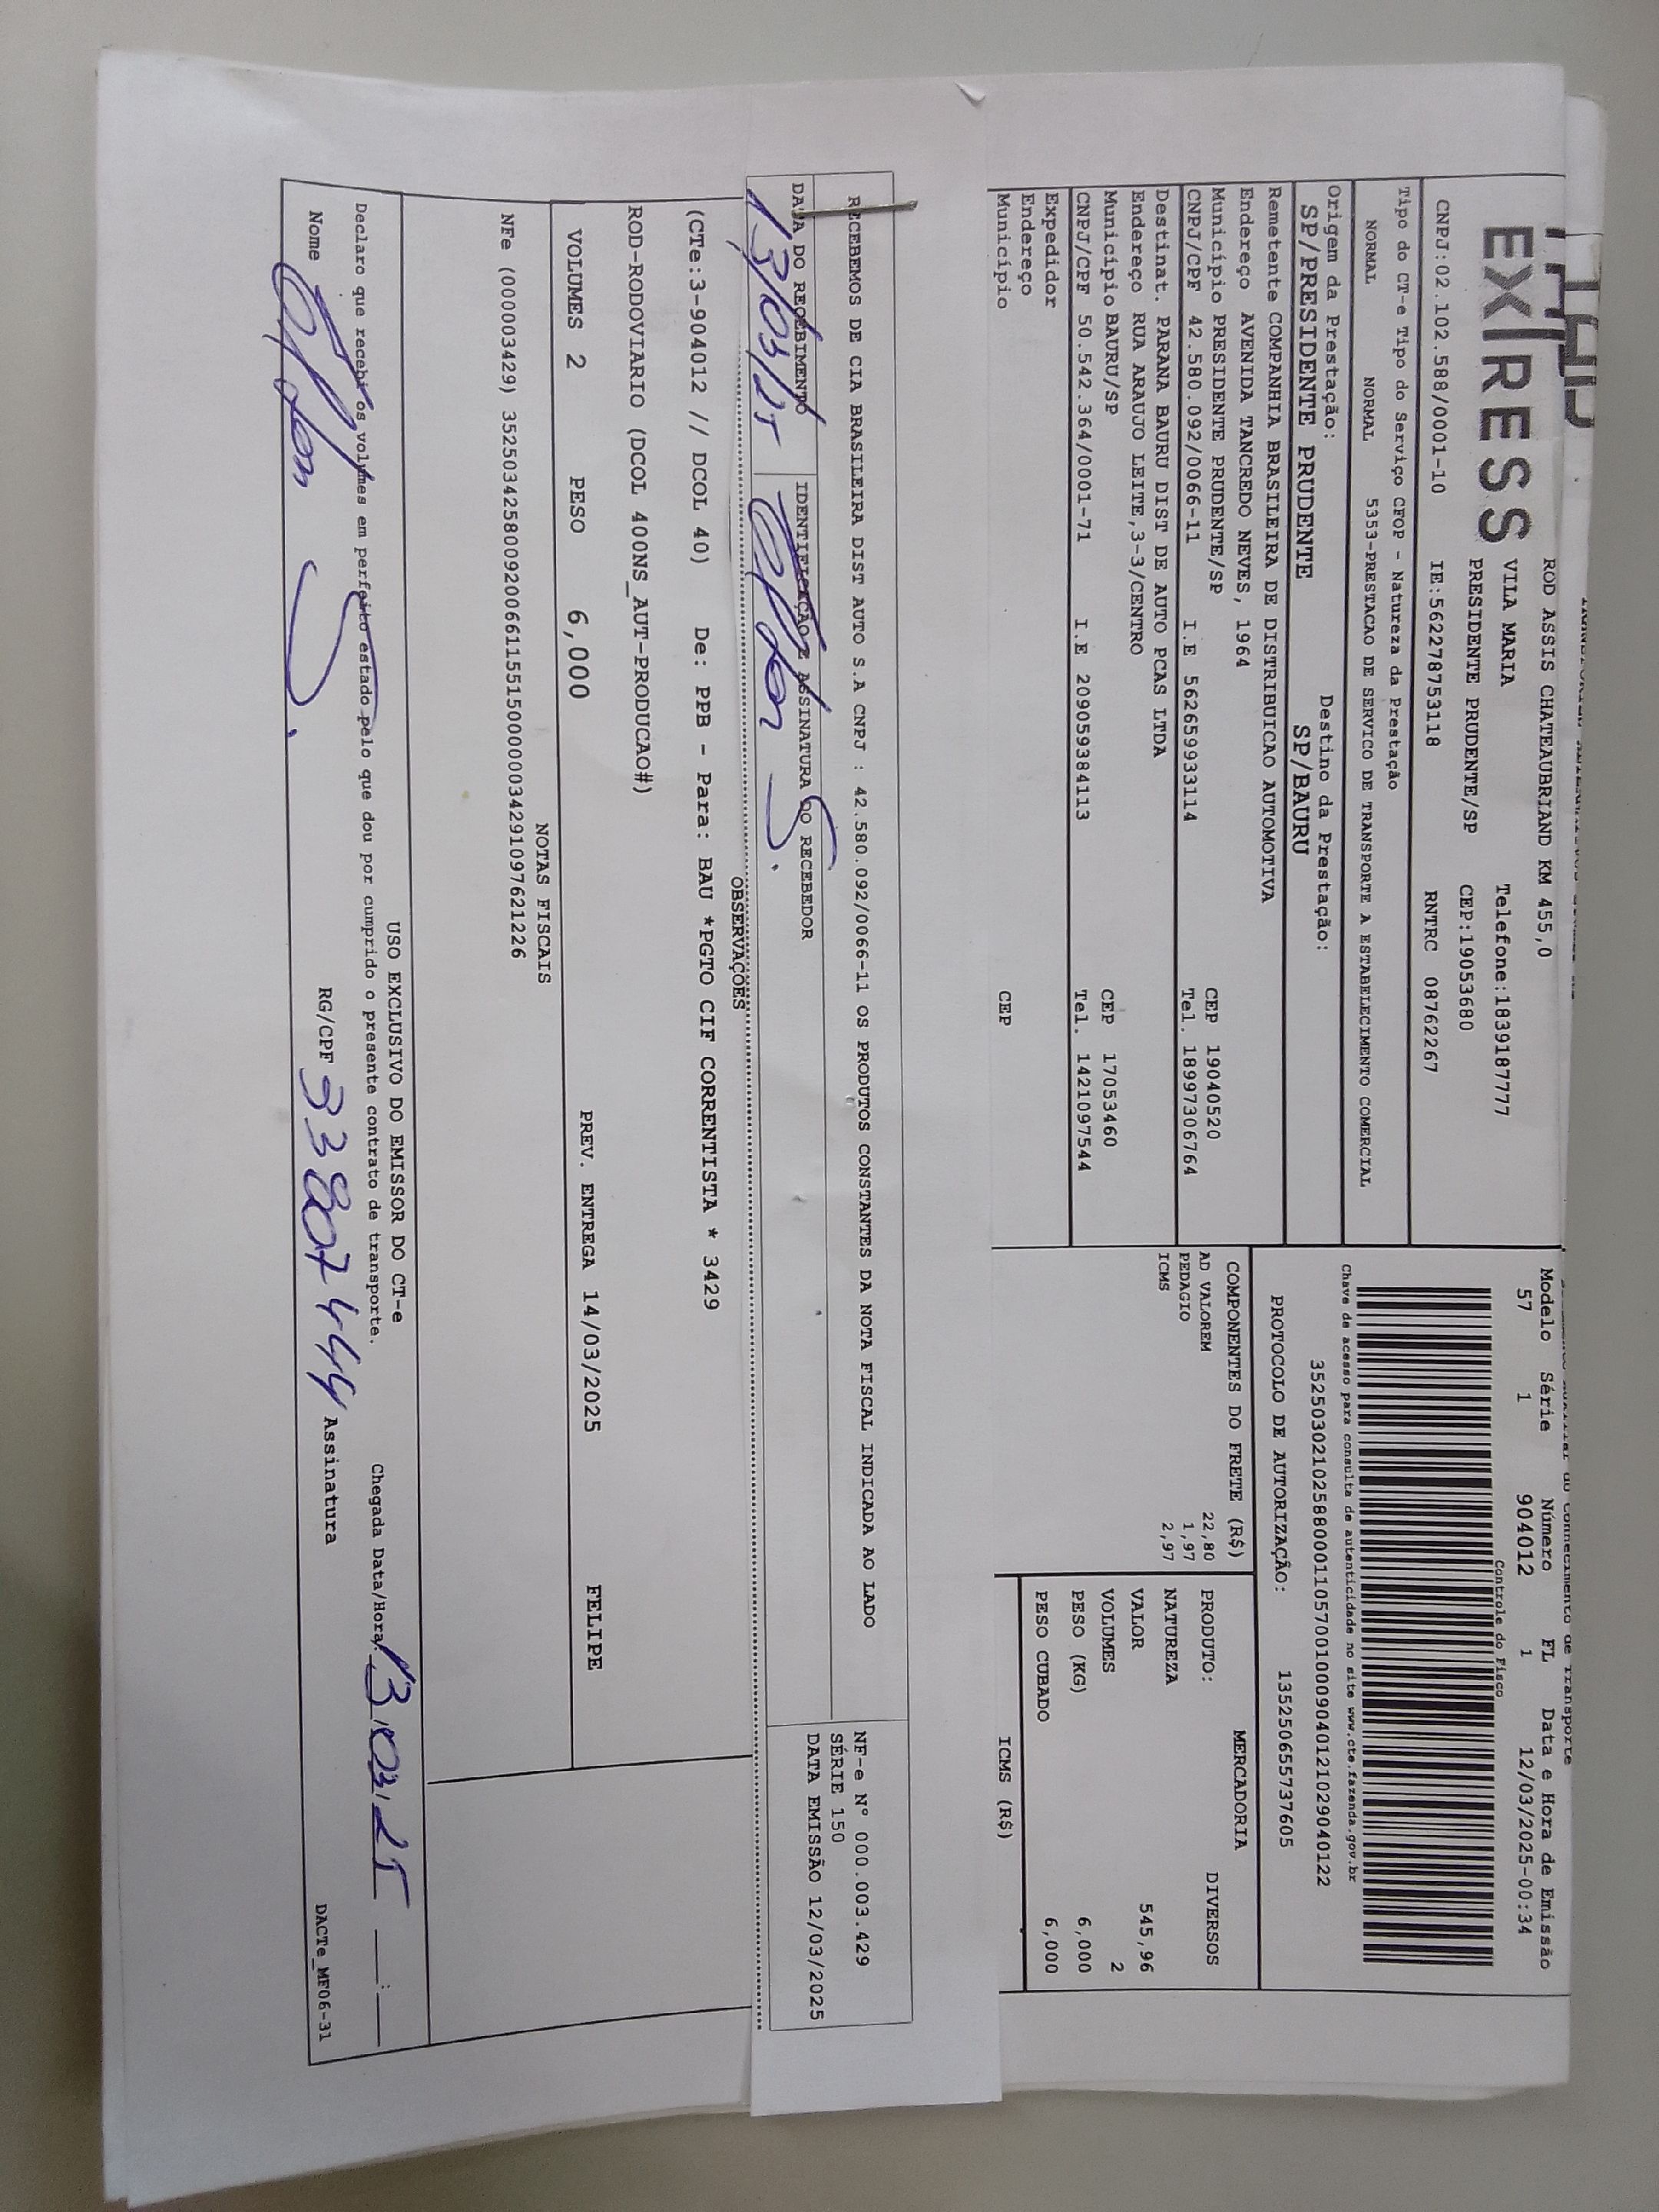 EXPRESS
ROD ASSIS CHATEAUBRIAND KM 455,0
VILA MARIA
Telefone:1839187777
PRESIDENTE PRUDENTE/SP
CEP:19053680
CNPJ:02.102.588/0001-10 IE:562278753118 RNTRC 08762267
Modelo Série Número FL Data e Hora de Emissão
57 1 904012 1 12/03/2025-00:34
Controle do Fisco
Chave de acesso para consulta de autenticidade no site www.cte.fazenda.gov.br
35250302102588000110570010009040121029040122
PROTOCOLO DE AUTORIZAÇÃO: 135250655737605
Tipo do CT-e Tipo do Serviço CFOP - Natureza da Prestação
NORMAL NORMAL 5353-PRESTACAO DE SERVICO DE TRANSPORTE A ESTABELECIMENTO COMERCIAL
Origem da Prestação: Destino da Prestação:
SP/PRESIDENTE PRUDENTE SP/BAURU
Remetente COMPANHIA BRASILEIRA DE DISTRIBUICAO AUTOMOTIVA
Endereço AVENIDA TANCREDO NEVES, 1964
Município PRESIDENTE PRUDENTE/SP CEP 19040520
CNPJ/CPF 42.580.092/0066-11 I.E 562659933114 Tel. 18997306764
Destinat. PARANA BAURU DIST DE AUTO PCAS LTDA
Endereço RUA ARAUJO LEITE,3-3/CENTRO
Município BAURU/SP CEP 17053460
CNPJ/CPF 50.542.364/0001-71 I.E 209059384113 Tel. 1421097544
Expedidor
Endereço
Município CEP
COMPONENTES DO FRETE (R$)
AD VALOREM 22,80
PEDAGIO 1,97
ICMS 2,97
MERCADORIA
PRODUTO: DIVERSOS
NATUREZA
VALOR 545,96
VOLUMES 2
PESO (KG) 6,000
PESO CUBADO 6,000
ICMS (R$)
RECEBEMOS DE CIA BRASILEIRA DIST AUTO S.A CNPJ : 42.580.092/0066-11 OS PRODUTOS CONSTANTES DA NOTA FISCAL INDICADA AO LADO
DATA DO RECEBIMENTO IDENTIFICAÇÃO E ASSINATURA DO RECEBEDOR
13/03/25
NF-e Nº 000.003.429
SÉRIE 150
DATA EMISSÃO 12/03/2025
OBSERVAÇÕES
(CTe:3-904012 // DCOL 40) De: PPB - Para: BAU *PGTO CIF CORRENTISTA * 3429
ROD-RODOVIARIO (DCOL 400NS_AUT-PRODUCAO#)
VOLUMES 2 PESO 6,000 PREV. ENTREGA 14/03/2025 FELIPE
NOTAS FISCAIS
NFe (000003429) 35250342580092006611551500000034291097621226
USO EXCLUSIVO DO EMISSOR DO CT-e
Declaro que recebi os volumes em perfeito estado pelo que dou por cumprido o presente contrato de transporte. Chegada Data/Hora: 13/03/25 __:__
Nome RG/CPF 33807444 Assinatura DACTe_MF06-31